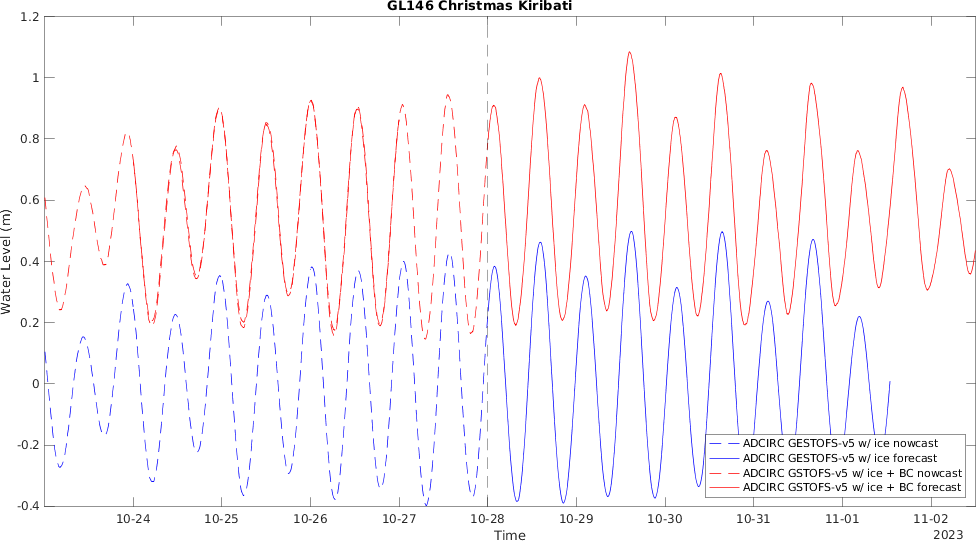 GL146 Christmas Kiribati
1.2
1
0.8
0.6
0.4
0.2
0
-0.2
-0.4
Water Level (m)
ADCIRC GESTOFS-v5 w/ ice nowcast
ADCIRC GESTOFS-v5 w/ ice forecast
ADCIRC GSTOFS-v5 w/ ice + BC nowcast
ADCIRC GSTOFS-v5 w/ ice + BC forecast
10-24 10-25 10-26 10-27 10-28 10-29 10-30 10-31 11-01 11-02
Time
2023